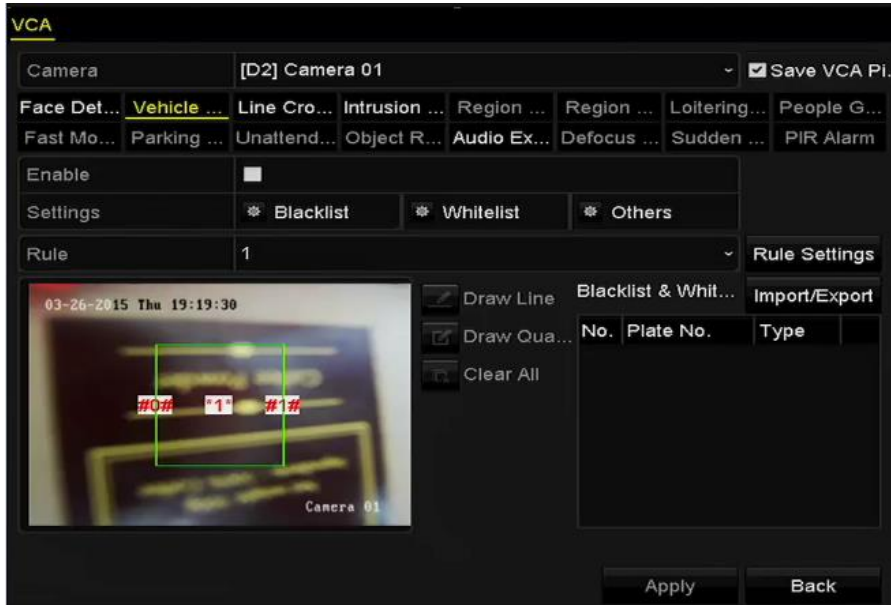 VCA
Camera [D2] Camera 01 Save VCA Pi.
Face Det... Vehicle ... Line Cro... Intrusion ... Region ... Region ... Loitering... People G...
Fast Mo... Parking ... Unattend... Object R... Audio Ex... Defocus ... Sudden ... PIR Alarm
Enable
Settings Blacklist Whitelist Others
Rule 1 Rule Settings
03-26-2015 Thu 19:19:30
Draw Line Blacklist & Whit... Import/Export
Draw Qua... No. Plate No. Type
Clear All
#0# *1* #1#
Camera 01
Apply Back